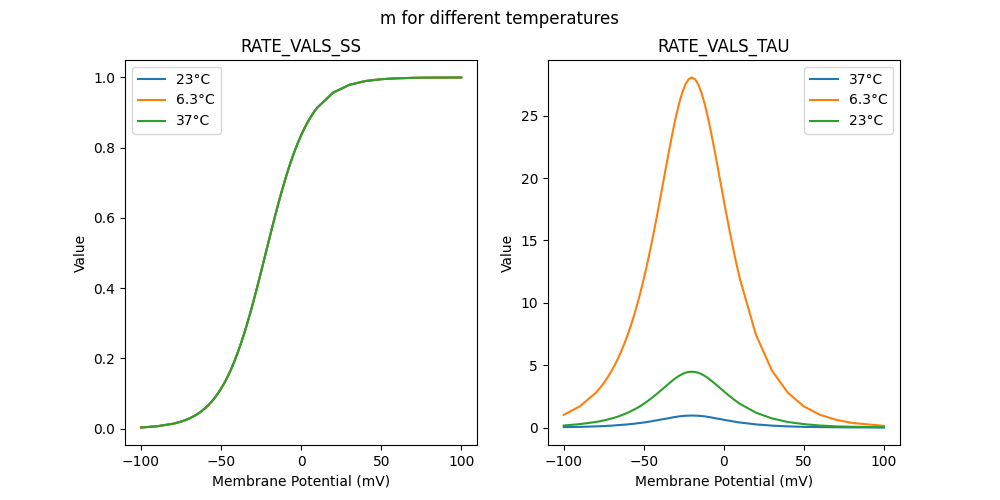 m for different temperatures
RATE_VALS_SS
1.0
0.8
0.6
0.4
0.2
0.0
Value
23°C
6.3°C
37°C
−100
−50
0
50
100
Membrane Potential (mV)
RATE_VALS_TAU
25
20
15
10
5
0
Value
37°C
6.3°C
23°C
−100
−50
0
50
100
Membrane Potential (mV)